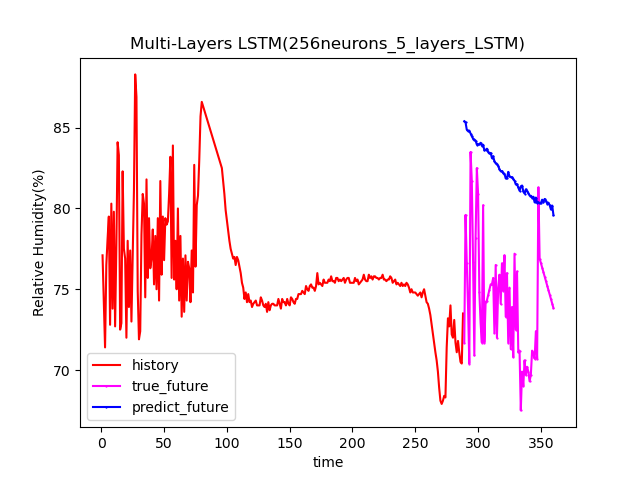 Multi-Layers LSTM(256neurons_5_layers_LSTM)
Relative Humidity(%)
85
80
75
70
history
true_future
predict_future
0 50 100 150 200 250 300 350
time